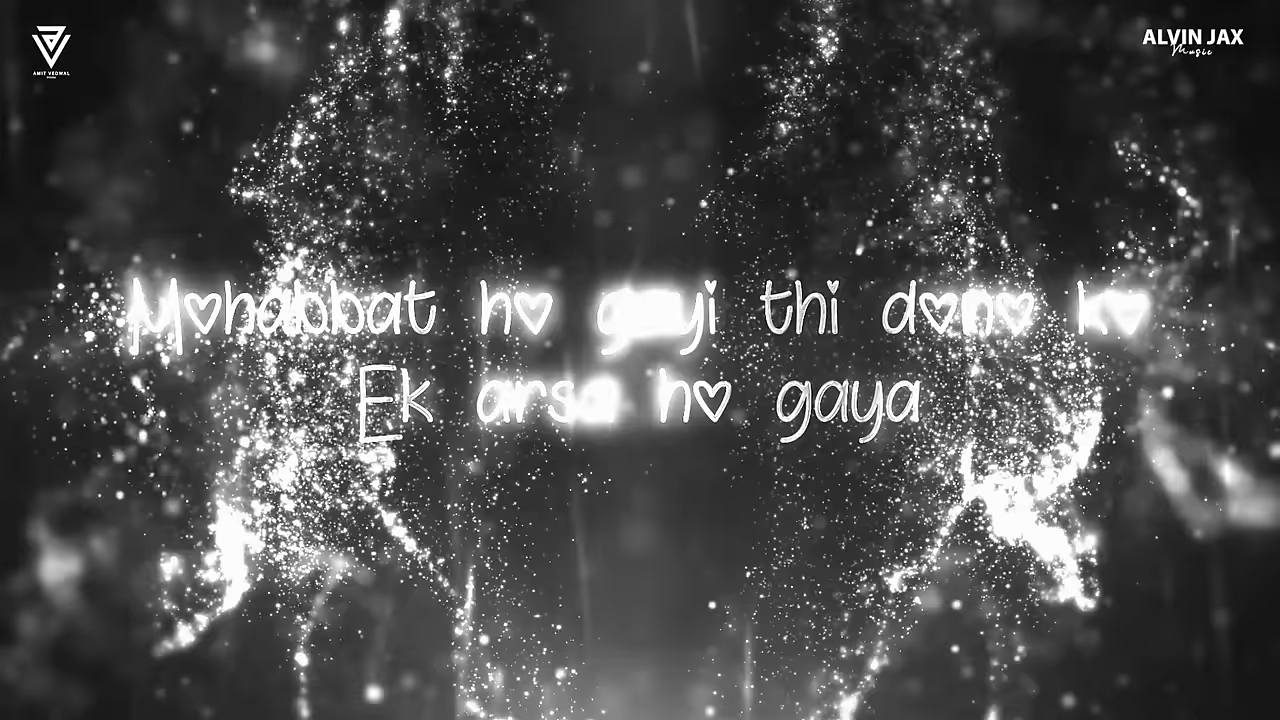 AMIT VEDWAL
ALVIN JAX
Music
Mohabbat ho gayi thi dono ko
Ek arsa ho gaya